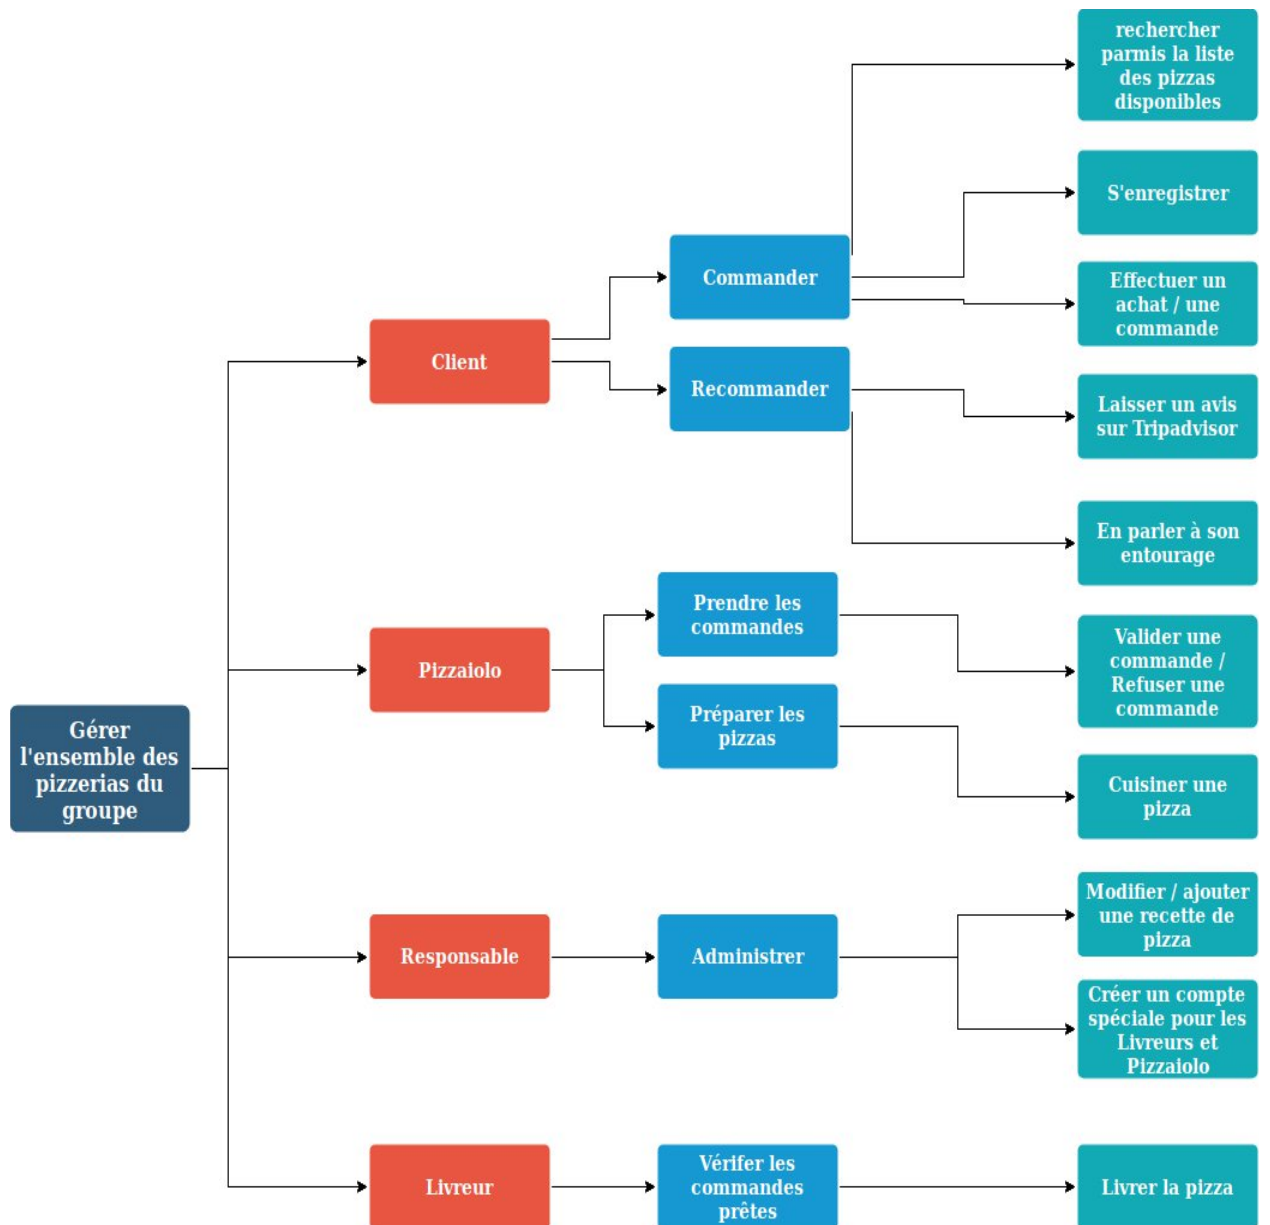 rechercher
parmis la liste
des pizzas
disponibles
S'enregistrer
Commander
Effectuer un
achat / une
commande
Client
Recommander
Laisser un avis
sur Tripadvisor
En parler à son
entourage
Prendre les
commandes
Pizzaiolo
Valider une
commande /
Refuser une
commande
Préparer les
pizzas
Gérer
l'ensemble des
pizzerias du
groupe
Cuisiner une
pizza
Modifier / ajouter
une recette de
pizza
Responsable
Administrer
Créer un compte
spéciale pour les
Livreurs et
Pizzaiolo
Livreur
Vérifer les
commandes
prêtes
Livrer la pizza